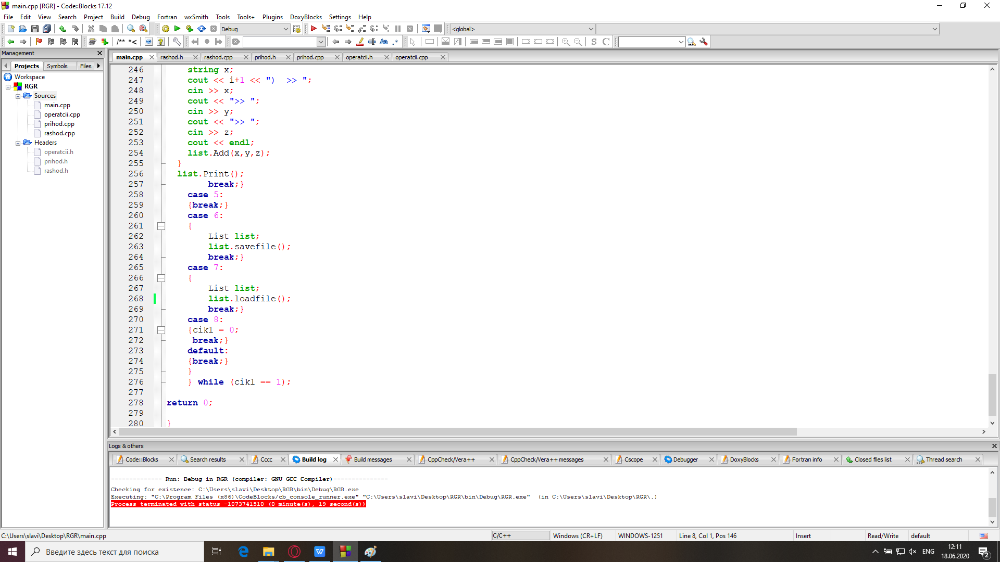 main.cpp [RGR] - Code::Blocks 17.12
File Edit View Search Project Build Debug Fortran wxSmith Tools Tools+ Plugins DoxyBlocks Settings Help
Debug <global>
/** *<
Management
Projects Symbols Files
Workspace
RGR
Sources
main.cpp
operatcii.cpp
prihod.cpp
rashod.cpp
Headers
operatcii.h
prihod.h
rashod.h
main.cpp rashod.h rashod.cpp prihod.h prihod.cpp operatcii.h operatcii.cpp
246 string x;
247 cout << i+1 << ")  >> ";
248 cin >> x;
249 cout << ">> ";
250 cin >> y;
251 cout << ">> ";
252 cin >> z;
253 cout << endl;
254 list.Add(x,y,z);
255 }
256 list.Print();
257 break;}
258 case 5:
259 {break;}
260 case 6:
261 {
262 List list;
263 list.savefile();
264 break;}
265 case 7:
266 {
267 List list;
268 list.loadfile();
269 break;}
270 case 8:
271 {cikl = 0;
272 break;}
273 default:
274 {break;}
275 }
276 } while (cikl == 1);
277
278 return 0;
279
280 }
Logs & others
Code::Blocks Search results Cccc Build log Build messages CppCheck/Vera++ CppCheck/Vera++ messages Cscope Debugger DoxyBlocks Fortran info Closed files list Thread search
-------------- Run: Debug in RGR (compiler: GNU GCC Compiler)---------------
Checking for existence: C:\Users\slavi\Desktop\RGR\bin\Debug\RGR.exe
Executing: "C:\Program Files (x86)\CodeBlocks/cb_console_runner.exe" "C:\Users\slavi\Desktop\RGR\bin\Debug\RGR.exe"  (in C:\Users\slavi\Desktop\RGR\.)
Process terminated with status -1073741510 (0 minute(s), 19 second(s))
C:\Users\slavi\Desktop\RGR\main.cpp C/C++ Windows (CR+LF) WINDOWS-1251 Line 8, Col 1, Pos 146 Insert Read/Write default
Введите здесь текст для поиска
ENG
12:11
18.06.2020
2